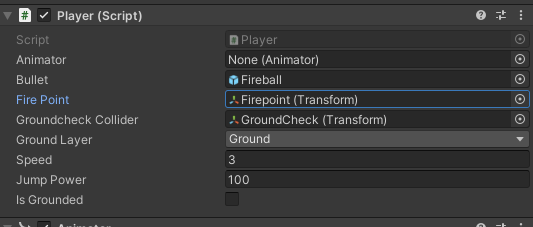 Player (Script)
Script Player
Animator None (Animator)
Bullet Fireball
Fire Point Firepoint (Transform)
Groundcheck Collider GroundCheck (Transform)
Ground Layer Ground
Speed 3
Jump Power 100
Is Grounded
Animator